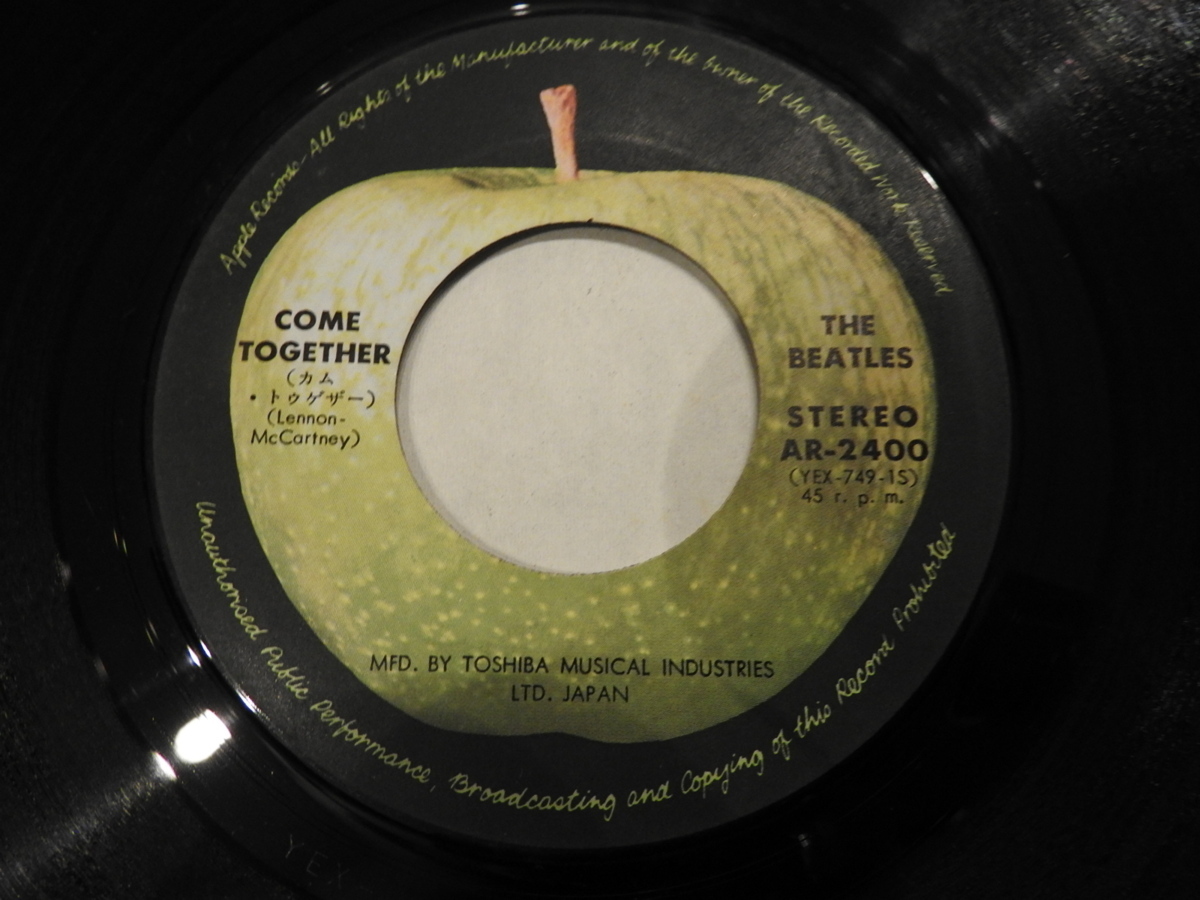 Apple Records-All Rights of the Manufacturer and of the Owner of the Recorded Work Reserved
COME
TOGETHER
(カム
・トゥゲザー)
(Lennon-
McCartney)
THE
BEATLES
STEREO
AR-2400
(YEX-749-1S)
45 r. p. m.
MFD. BY TOSHIBA MUSICAL INDUSTRIES
LTD. JAPAN
Unauthorised Public Performance, Broadcasting and Copying of this Record Prohibited
YEX